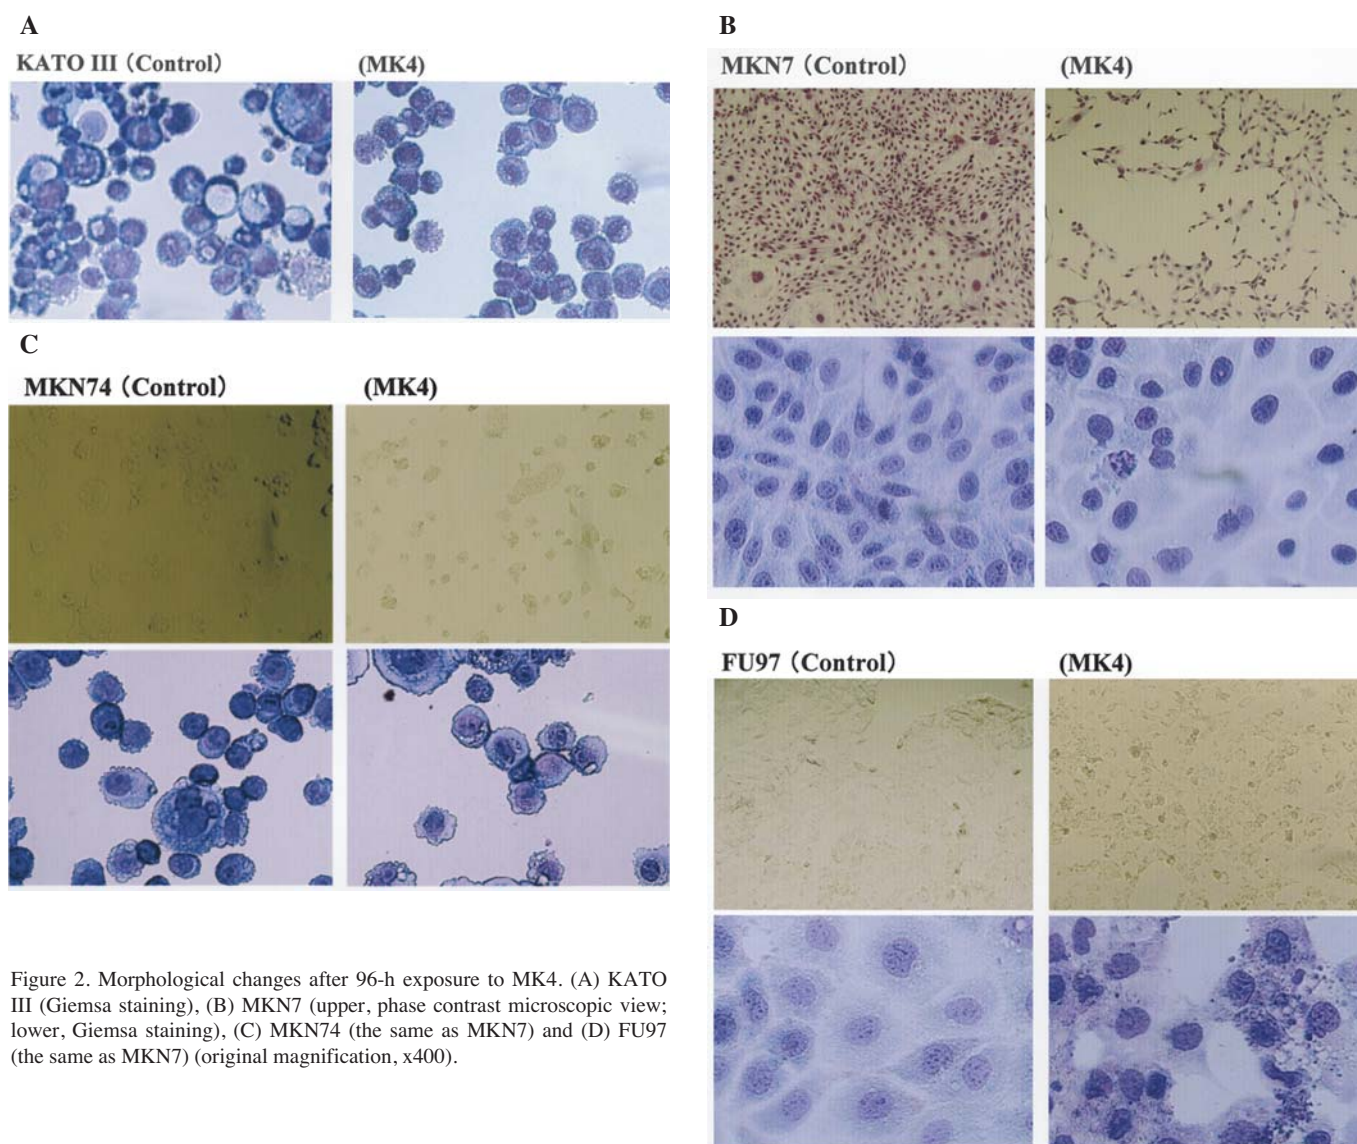 A
KATO III (Control)
(MK4)
B
MKN7 (Control)
(MK4)
C
MKN74 (Control)
(MK4)
D
FU97 (Control)
(MK4)
Figure 2. Morphological changes after 96-h exposure to MK4. (A) KATO
III (Giemsa staining), (B) MKN7 (upper, phase contrast microscopic view;
lower, Giemsa staining), (C) MKN74 (the same as MKN7) and (D) FU97
(the same as MKN7) (original magnification, x400).